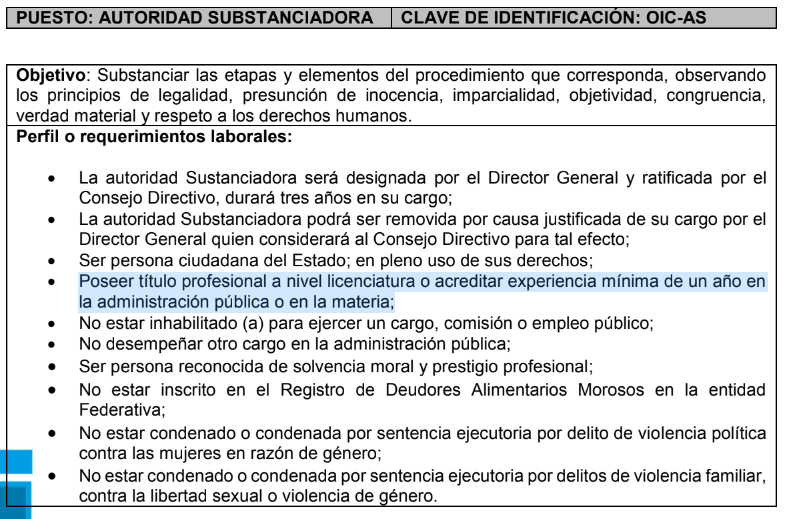 PUESTO: AUTORIDAD SUBSTANCIADORA CLAVE DE IDENTIFICACIÓN: OIC-AS
Objetivo: Substanciar las etapas y elementos del procedimiento que corresponda, observando
los principios de legalidad, presunción de inocencia, imparcialidad, objetividad, congruencia,
verdad material y respeto a los derechos humanos.
Perfil o requerimientos laborales:
• La autoridad Sustanciadora será designada por el Director General y ratificada por el
Consejo Directivo, durará tres años en su cargo;
• La autoridad Substanciadora podrá ser removida por causa justificada de su cargo por el
Director General quien considerará al Consejo Directivo para tal efecto;
• Ser persona ciudadana del Estado; en pleno uso de sus derechos;
• Poseer título profesional a nivel licenciatura o acreditar experiencia mínima de un año en
la administración pública o en la materia;
• No estar inhabilitado (a) para ejercer un cargo, comisión o empleo público;
• No desempeñar otro cargo en la administración pública;
• Ser persona reconocida de solvencia moral y prestigio profesional;
• No estar inscrito en el Registro de Deudores Alimentarios Morosos en la entidad
Federativa;
• No estar condenado o condenada por sentencia ejecutoria por delito de violencia política
contra las mujeres en razón de género;
• No estar condenado o condenada por sentencia ejecutoria por delitos de violencia familiar,
contra la libertad sexual o violencia de género.